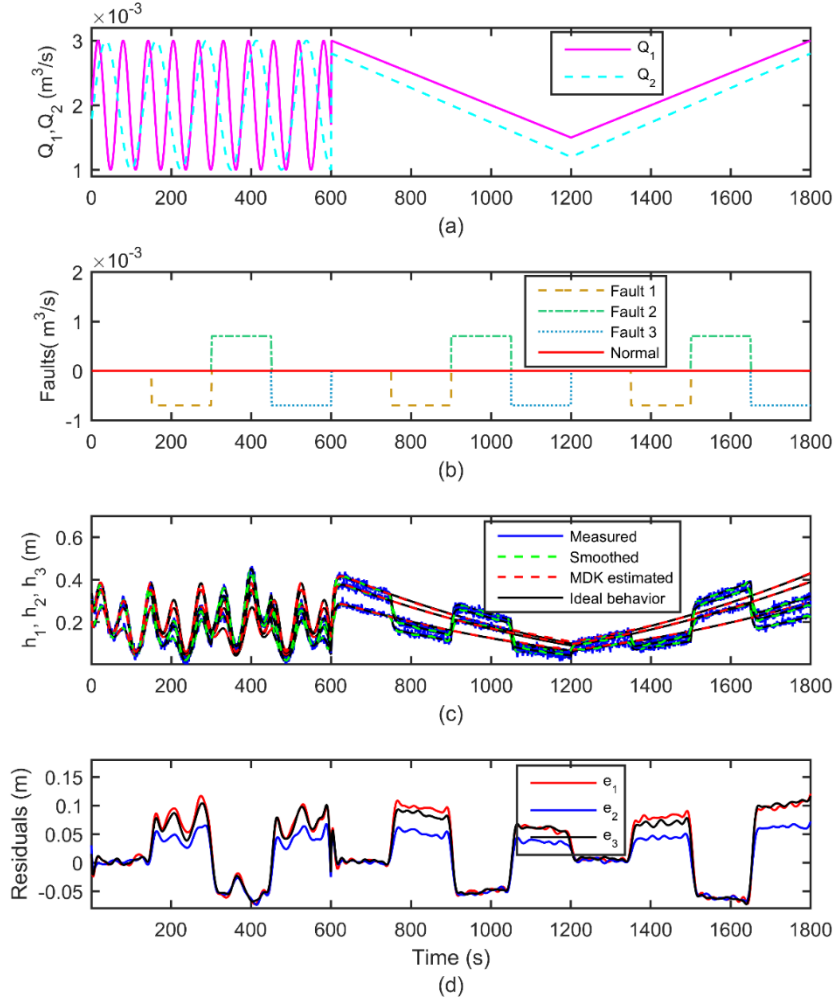 ×10⁻³
3
2
1
Q₁,Q₂ (m³/s)
Q₁
Q₂
0 200 400 600 800 1000 1200 1400 1600 1800
(a)
×10⁻³
2
1
0
-1
Faults( m³/s)
Fault 1
Fault 2
Fault 3
Normal
0 200 400 600 800 1000 1200 1400 1600 1800
(b)
0.6
0.4
0.2
h₁, h₂, h₃ (m)
Measured
Smoothed
MDK estimated
Ideal behavior
0 200 400 600 800 1000 1200 1400 1600 1800
(c)
0.15
0.1
0.05
0
-0.05
Residuals (m)
e₁
e₂
e₃
200 400 600 800 1000 1200 1400 1600 1800
Time (s)
(d)